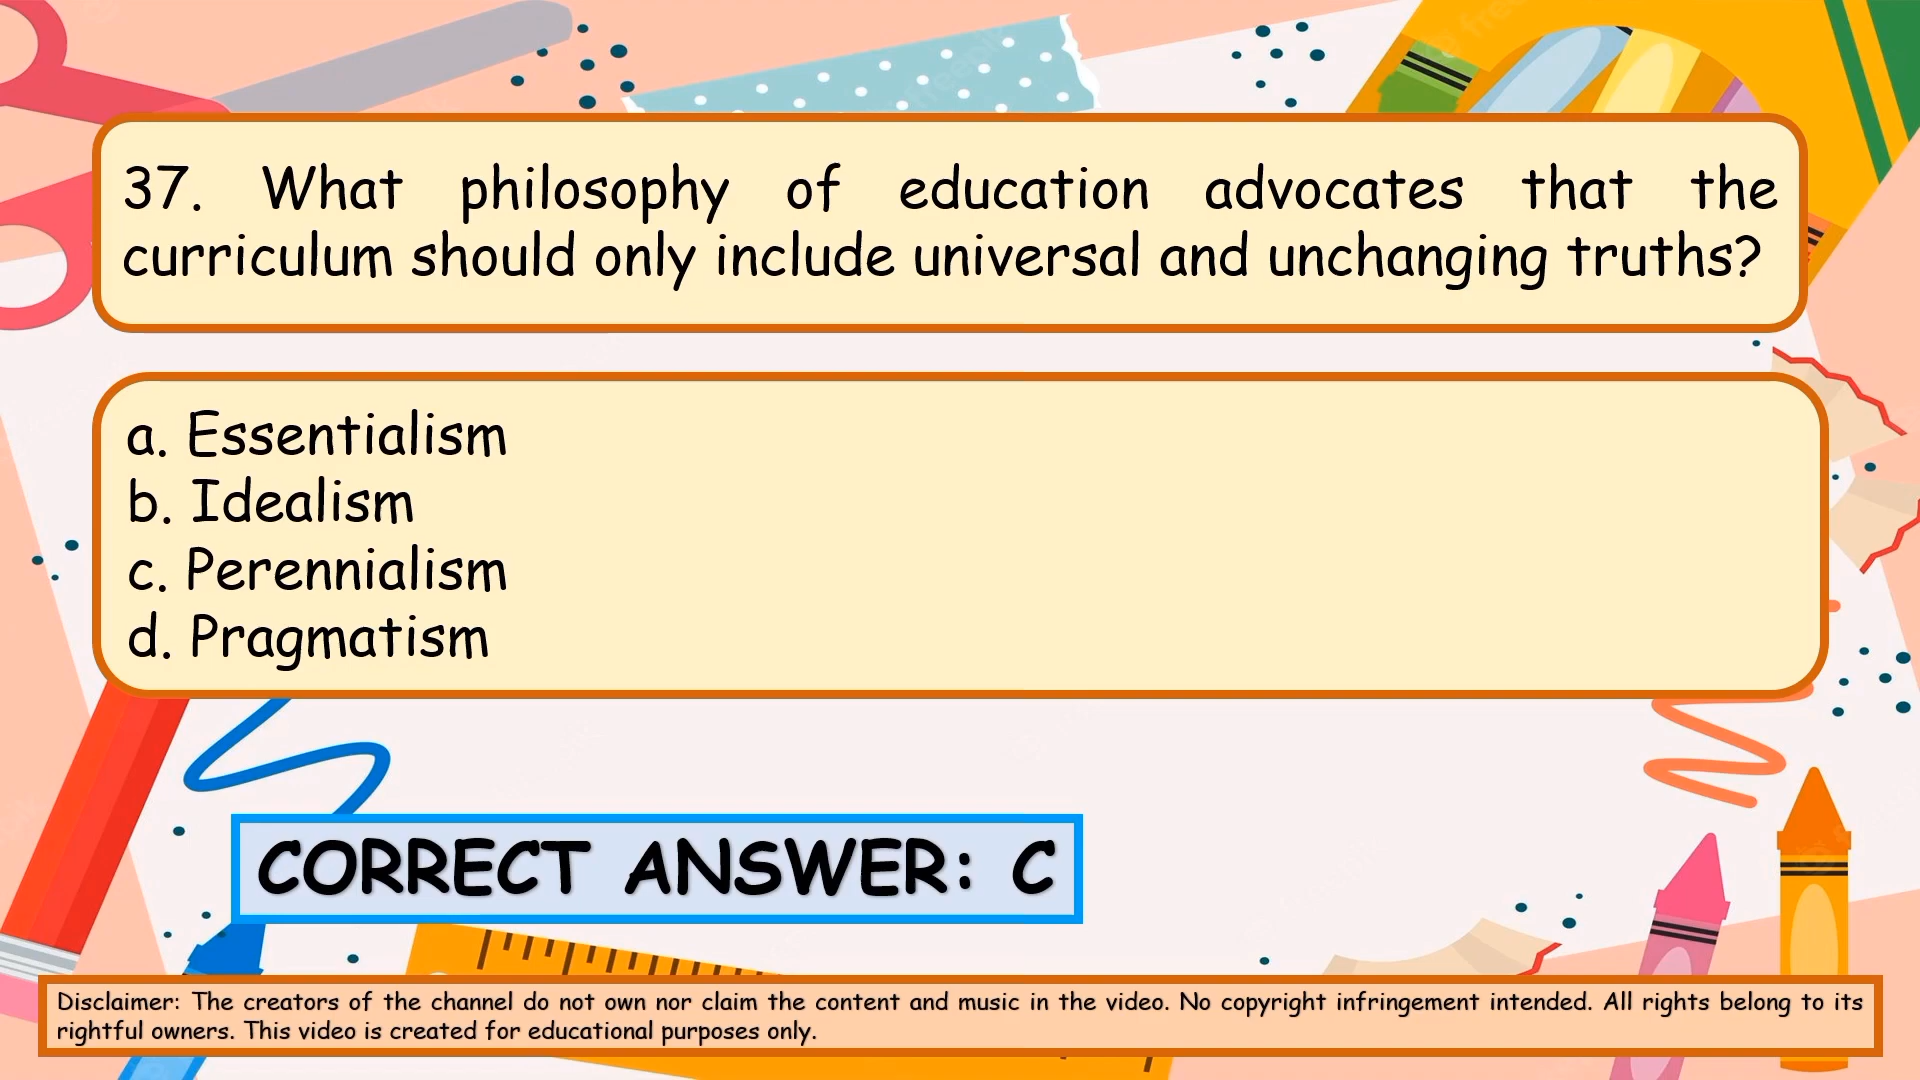 37. What philosophy of education advocates that the
curriculum should only include universal and unchanging truths?
a. Essentialism
b. Idealism
c. Perennialism
d. Pragmatism
CORRECT ANSWER: C
Disclaimer: The creators of the channel do not own nor claim the content and music in the video. No copyright infringement intended. All rights belong to its
rightful owners. This video is created for educational purposes only.